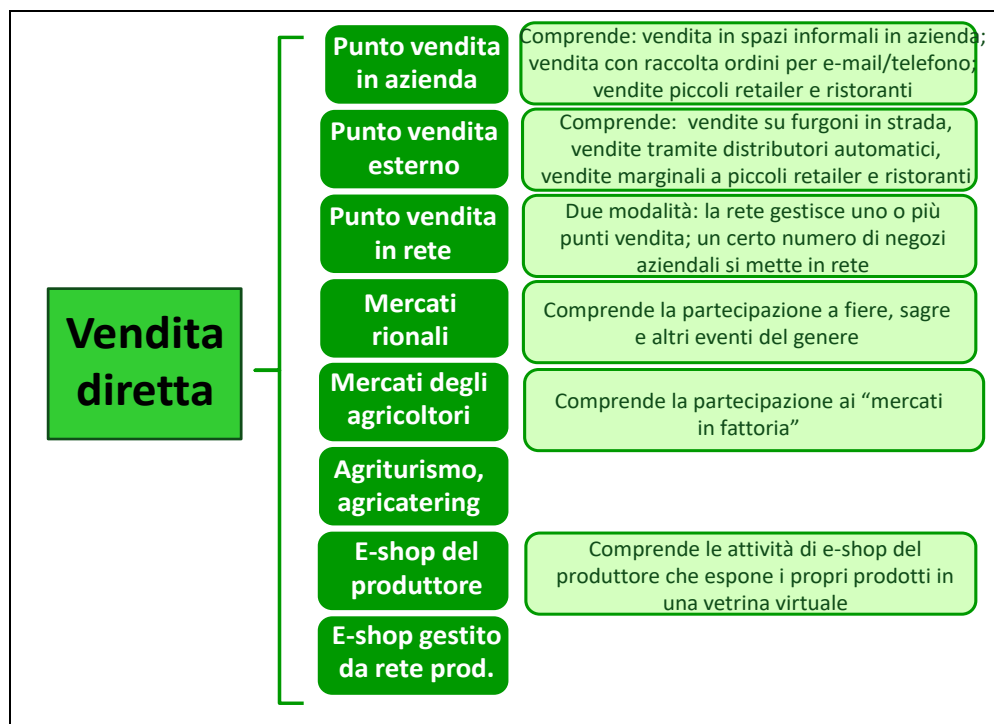 Vendita
diretta
Punto vendita
in azienda
Comprende: vendita in spazi informali in azienda;
vendita con raccolta ordini per e-mail/telefono;
vendite piccoli retailer e ristoranti
Punto vendita
esterno
Comprende: vendite su furgoni in strada,
vendite tramite distributori automatici,
vendite marginali a piccoli retailer e ristoranti
Punto vendita
in rete
Due modalità: la rete gestisce uno o più
punti vendita; un certo numero di negozi
aziendali si mette in rete
Mercati
rionali
Comprende la partecipazione a fiere, sagre
e altri eventi del genere
Mercati degli
agricoltori
Comprende la partecipazione ai “mercati
in fattoria”
Agriturismo,
agricatering
E-shop del
produttore
Comprende le attività di e-shop del
produttore che espone i propri prodotti in
una vetrina virtuale
E-shop gestito
da rete prod.